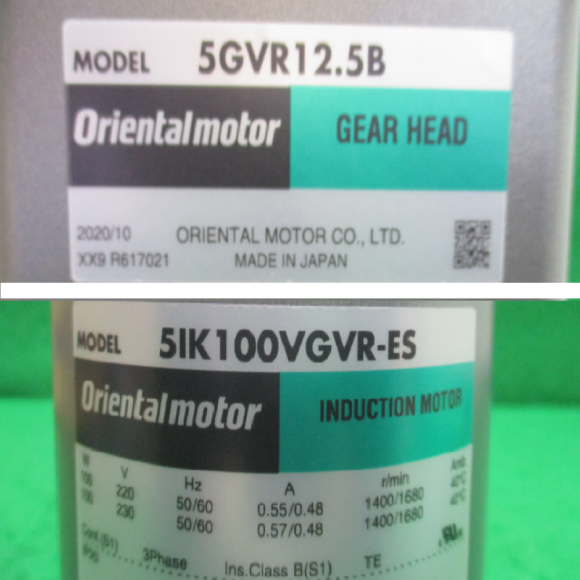 MODEL 5GVR12.5B
Orientalmotor GEAR HEAD
2020/10 ORIENTAL MOTOR CO., LTD.
XX9 R617021 MADE IN JAPAN
MODEL 5IK100VGVR-ES
Orientalmotor INDUCTION MOTOR
W V Hz A r/min Amb.
100 220 50/60 0.55/0.48 1400/1680 40°C
100 230 50/60 0.57/0.48 1400/1680 40°C
Cont.(S1) 3Phase Ins.Class B(S1) TE
IP20